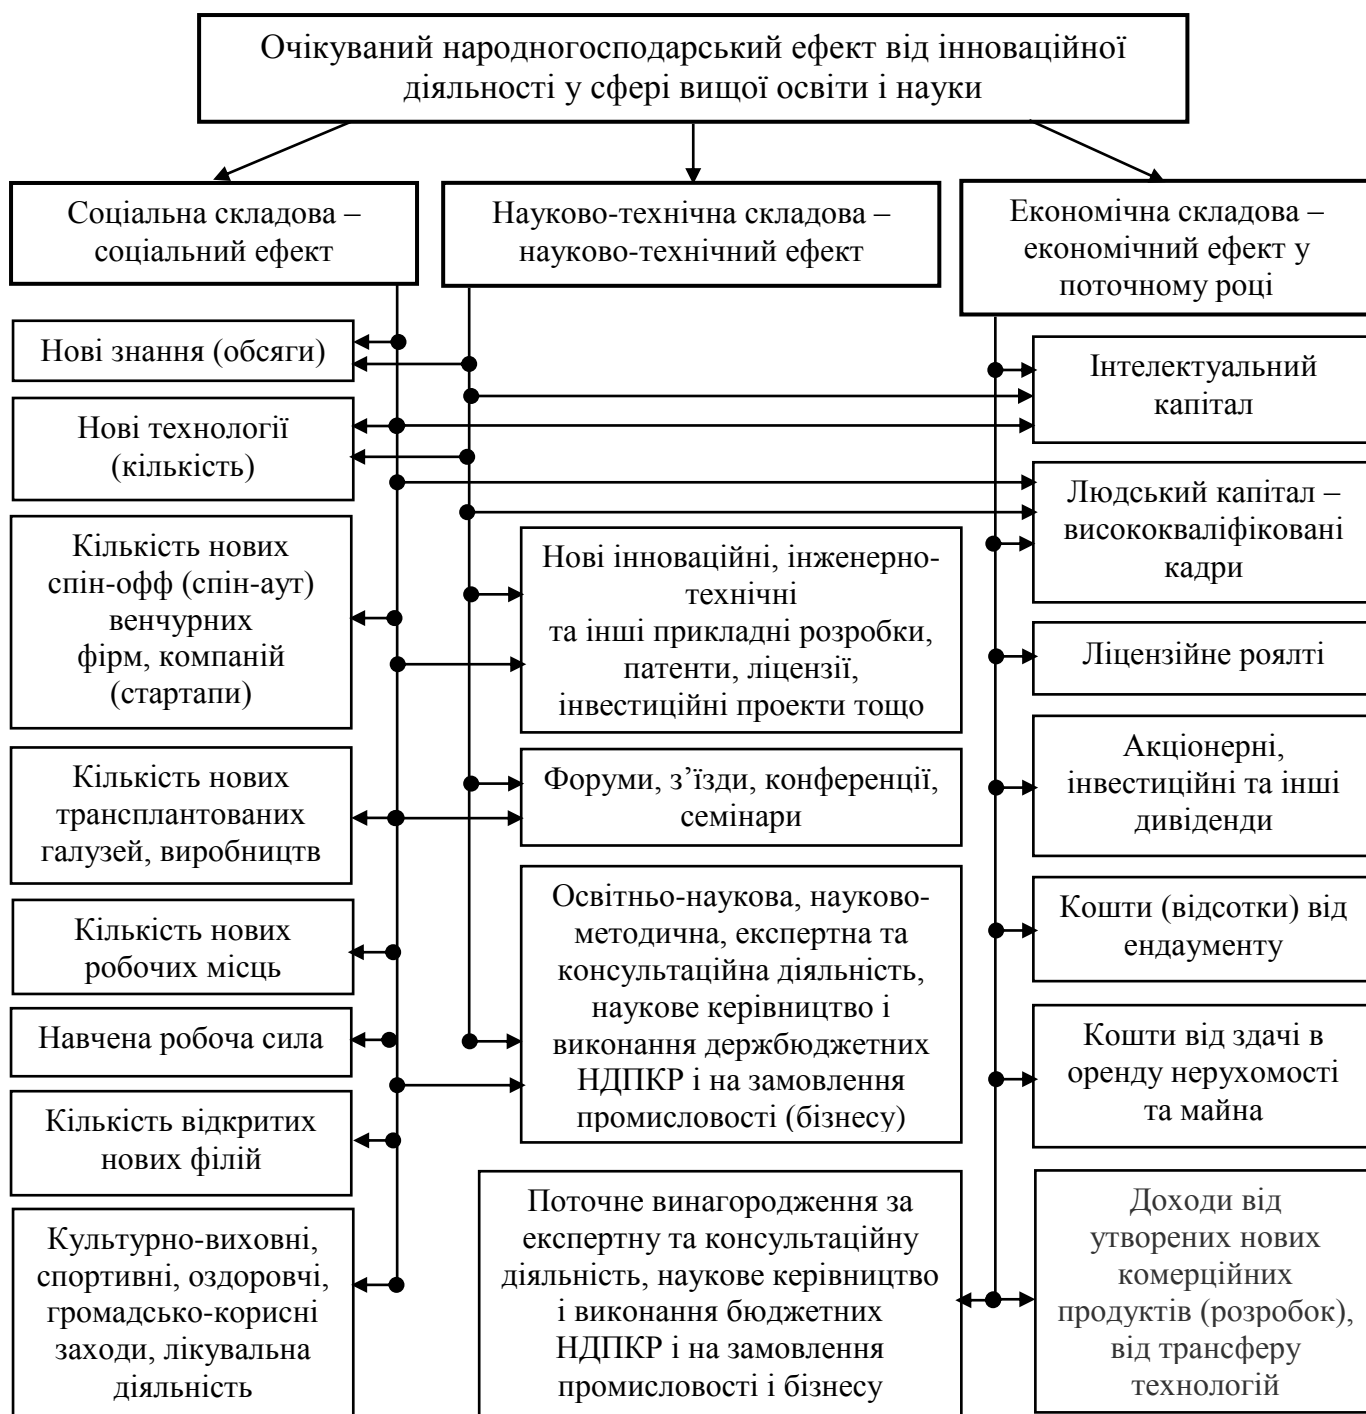 Очікуваний народногосподарський ефект від інноваційної
діяльності у сфері вищої освіти і науки
Соціальна складова –
соціальний ефект
Науково-технічна складова –
науково-технічний ефект
Економічна складова –
економічний ефект у
поточному році
Нові знання (обсяги)
Нові технології
(кількість)
Кількість нових
спін-офф (спін-аут)
венчурних
фірм, компаній
(стартапи)
Кількість нових
трансплантованих
галузей, виробництв
Кількість нових
робочих місць
Навчена робоча сила
Кількість відкритих
нових філій
Культурно-виховні,
спортивні, оздоровчі,
громадсько-корисні
заходи, лікувальна
діяльність
Нові інноваційні, інженерно-
технічні
та інші прикладні розробки,
патенти, ліцензії,
інвестиційні проекти тощо
Форуми, з’їзди, конференції,
семінари
Освітньо-наукова, науково-
методична, експертна та
консультаційна діяльність,
наукове керівництво і
виконання держбюджетних
НДПКР і на замовлення
промисловості (бізнесу)
Поточне винагородження за
експертну та консультаційну
діяльність, наукове керівництво
і виконання бюджетних
НДПКР і на замовлення
промисловості і бізнесу
Інтелектуальний
капітал
Людський капітал –
висококваліфіковані
кадри
Ліцензійне роялті
Акціонерні,
інвестиційні та інші
дивіденди
Кошти (відсотки) від
ендаументу
Кошти від здачі в
оренду нерухомості
та майна
Доходи від
утворених нових
комерційних
продуктів (розробок),
від трансферу
технологій